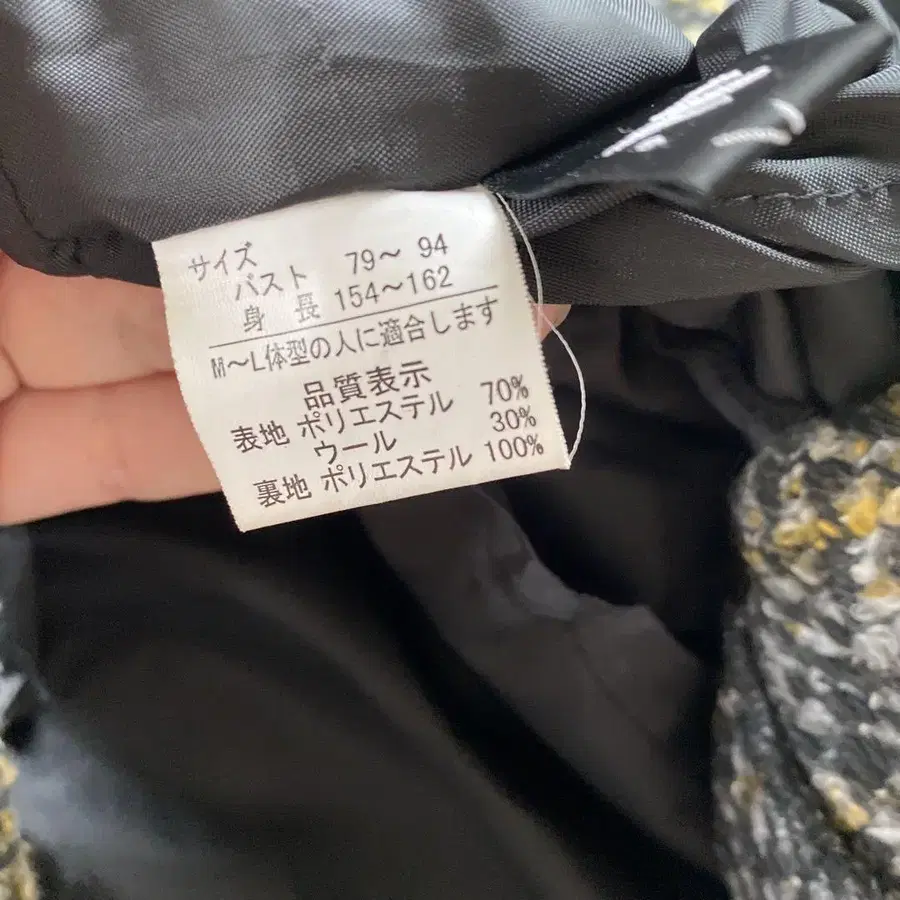 サイズ
バスト 79～94
身長 154～162
M～L体型の人に適合します
品質表示
表地 ポリエステル 70%
ウール 30%
裏地 ポリエステル 100%